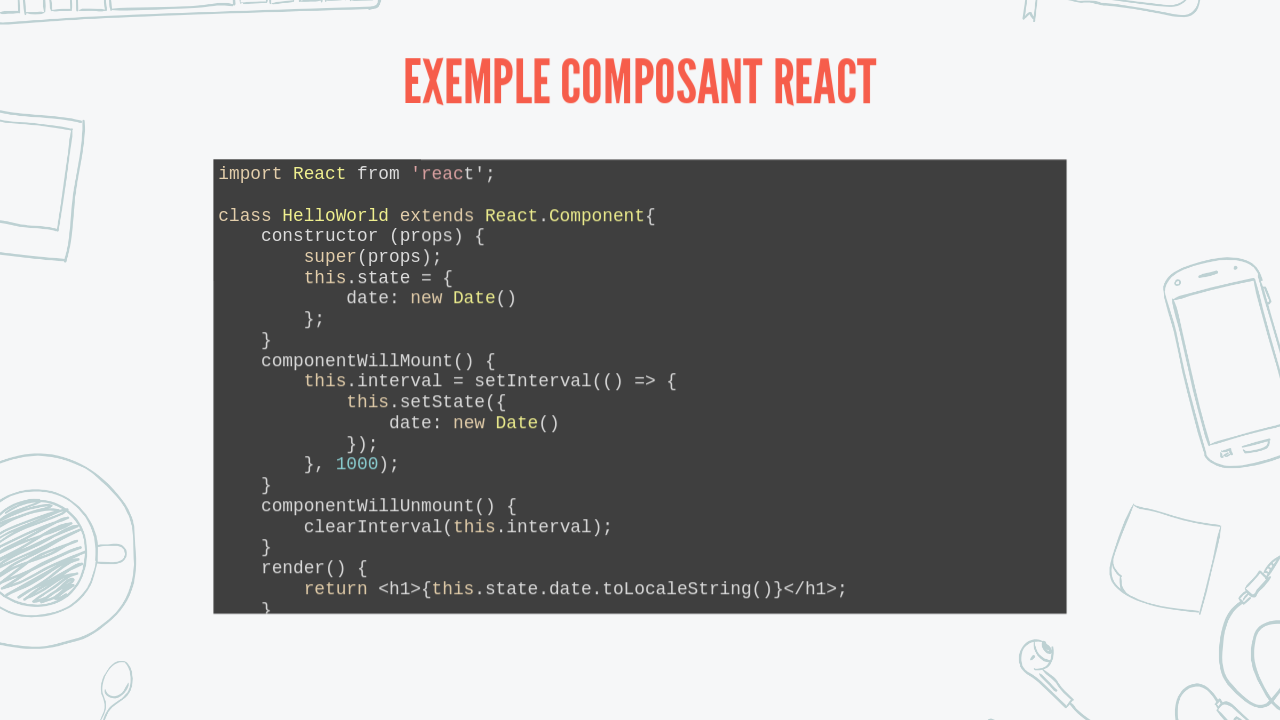 EXEMPLE COMPOSANT REACT
import React from 'react';
class HelloWorld extends React.Component{
    constructor (props) {
        super(props);
        this.state = {
            date: new Date()
        };
    }
    componentWillMount() {
        this.interval = setInterval(() => {
            this.setState({
                date: new Date()
            });
        }, 1000);
    }
    componentWillUnmount() {
        clearInterval(this.interval);
    }
    render() {
        return <h1>{this.state.date.toLocaleString()}</h1>;
    }